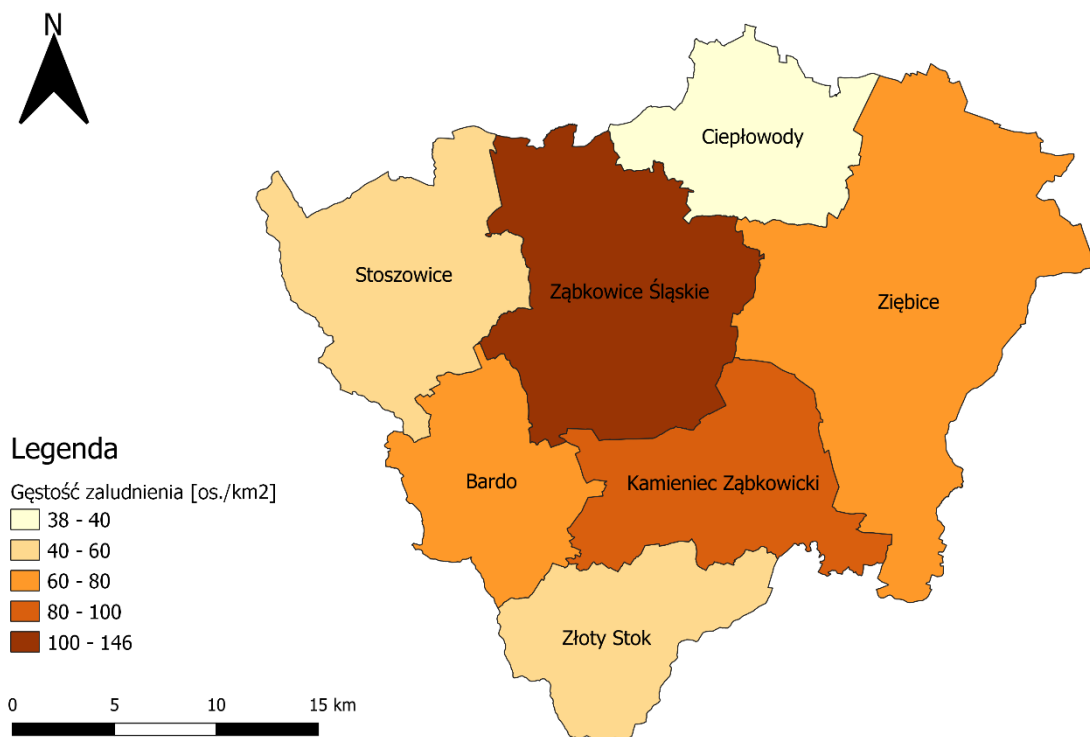 N
Ciepłowody
Stoszowice
Ząbkowice Śląskie
Ziębice
Bardo
Kamieniec Ząbkowicki
Złoty Stok
Legenda
Gęstość zaludnienia [os./km2]
38 - 40
40 - 60
60 - 80
80 - 100
100 - 146
0 5 10 15 km